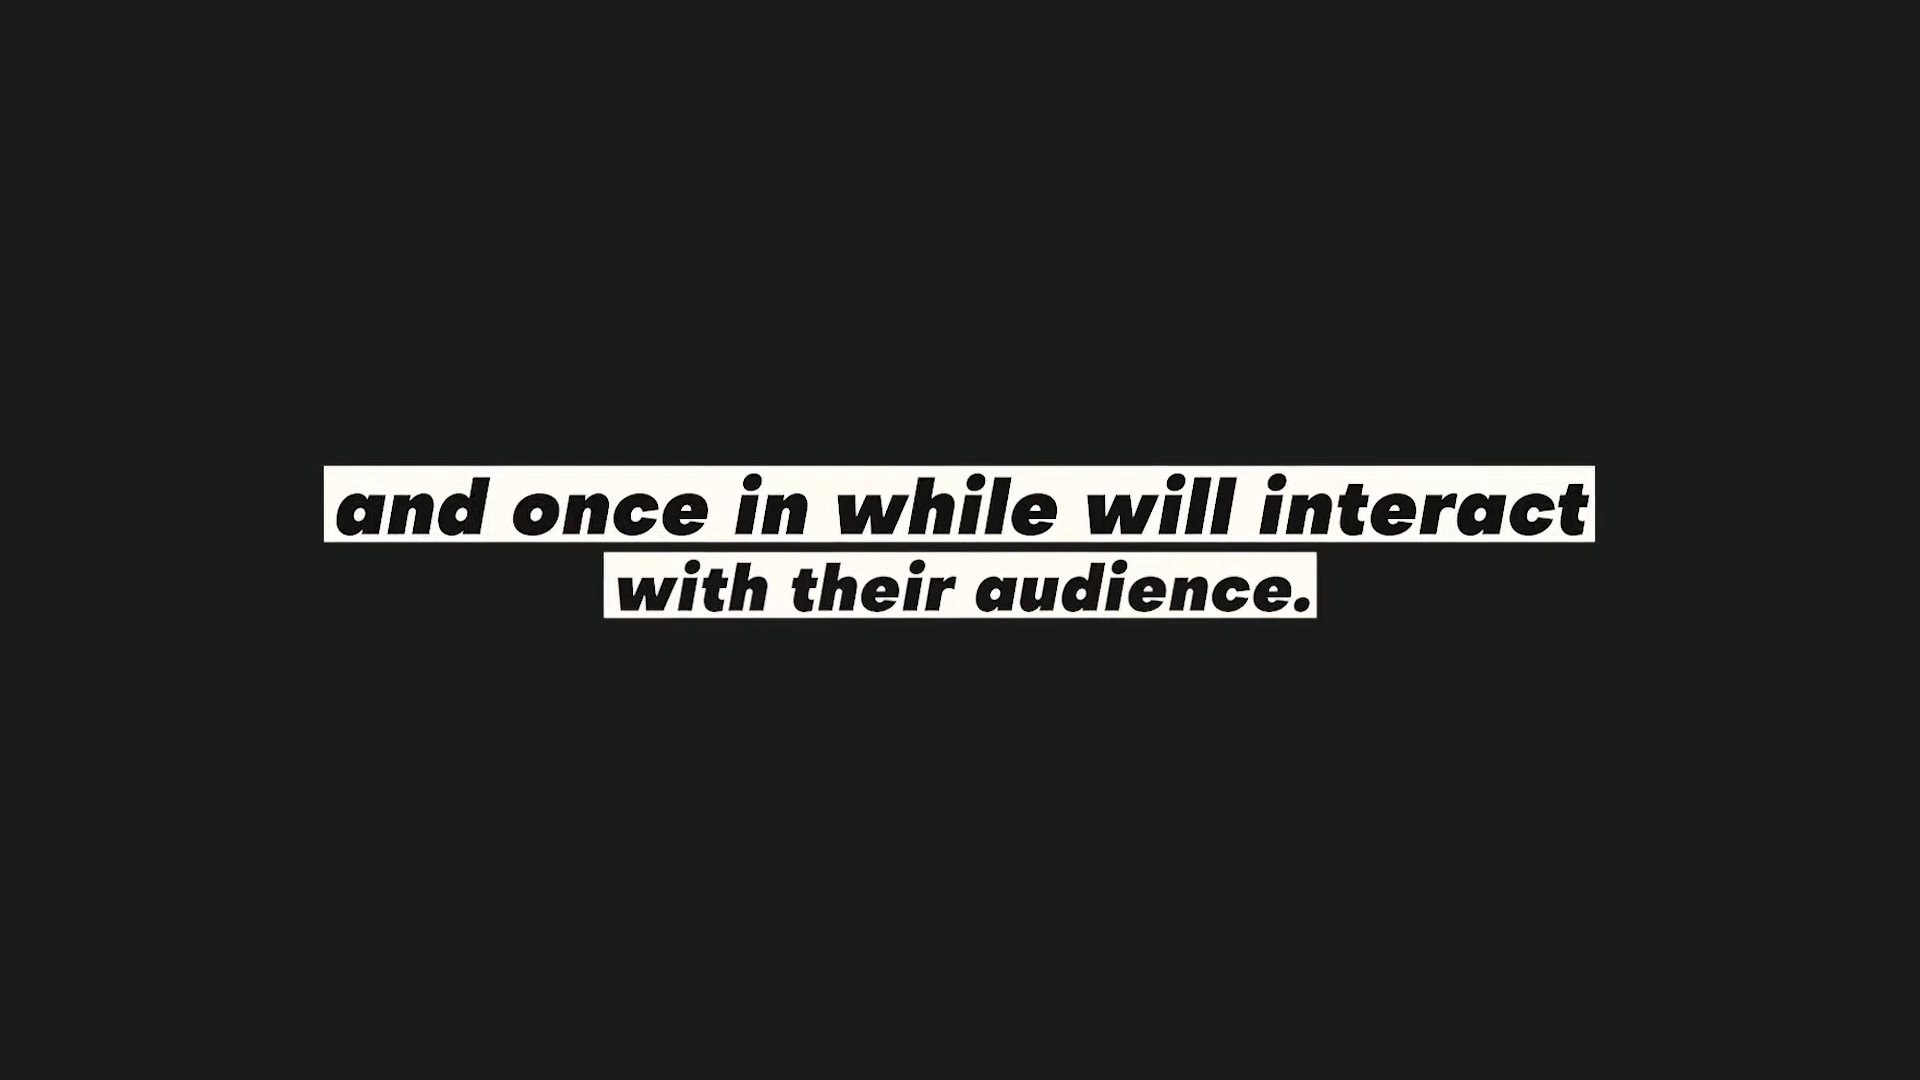 and once in while will interact
with their audience.